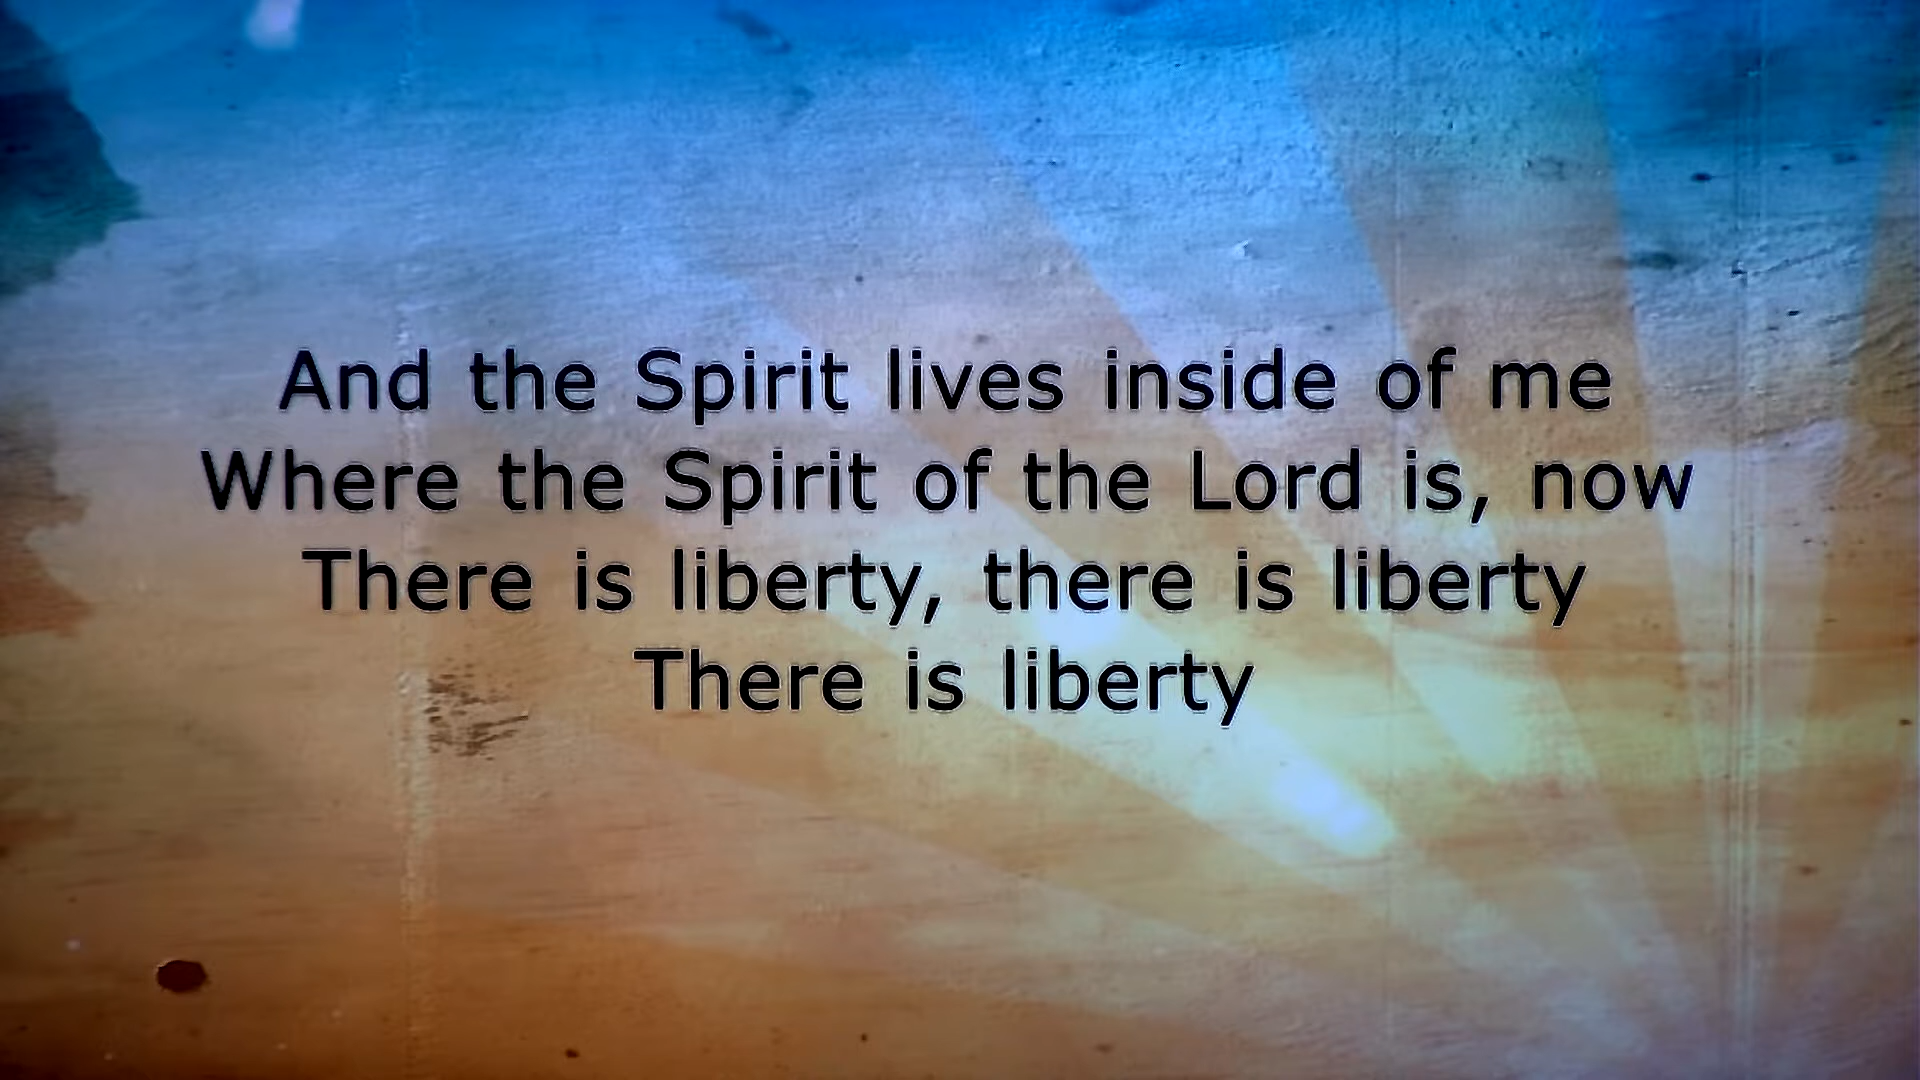 And the Spirit lives inside of me
Where the Spirit of the Lord is, now
There is liberty, there is liberty
There is liberty